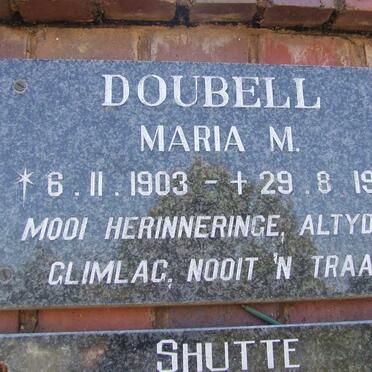 DOUBELL
MARIA M.
* 6.11.1903 - + 29.8.19
MOOI HERINNERINGE, ALTYD
GLIMLAG, NOOIT 'N TRAA
SHUTTE